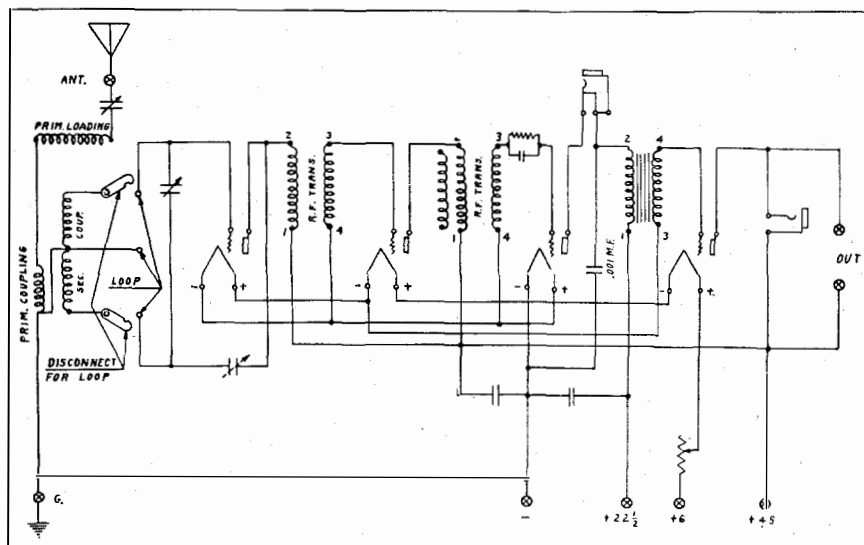 ANT.
PRIM. LOADING
2
3
R.F. TRANS.
1
4
3
R.F. TRANS.
1
4
2
4
.001 M.F.
1
3
COUP.
SEC.
LOOP
PRIM. COUPLING
- +
- +
- +
- +
OUT
DISCONNECT
FOR LOOP
G.
-
+22½
+6
+45